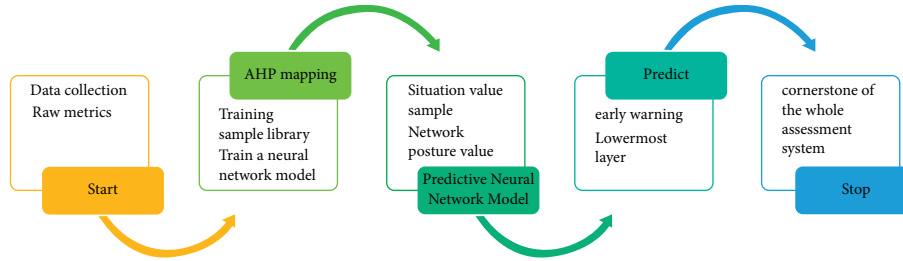 Data collection
Raw metrics
Start
AHP mapping
Training
sample library
Train a neural
network model
Situation value
sample
Network
posture value
Predictive Neural
Network Model
Predict
early warning
Lowermost
layer
cornerstone of
the whole
assessment
system
Stop